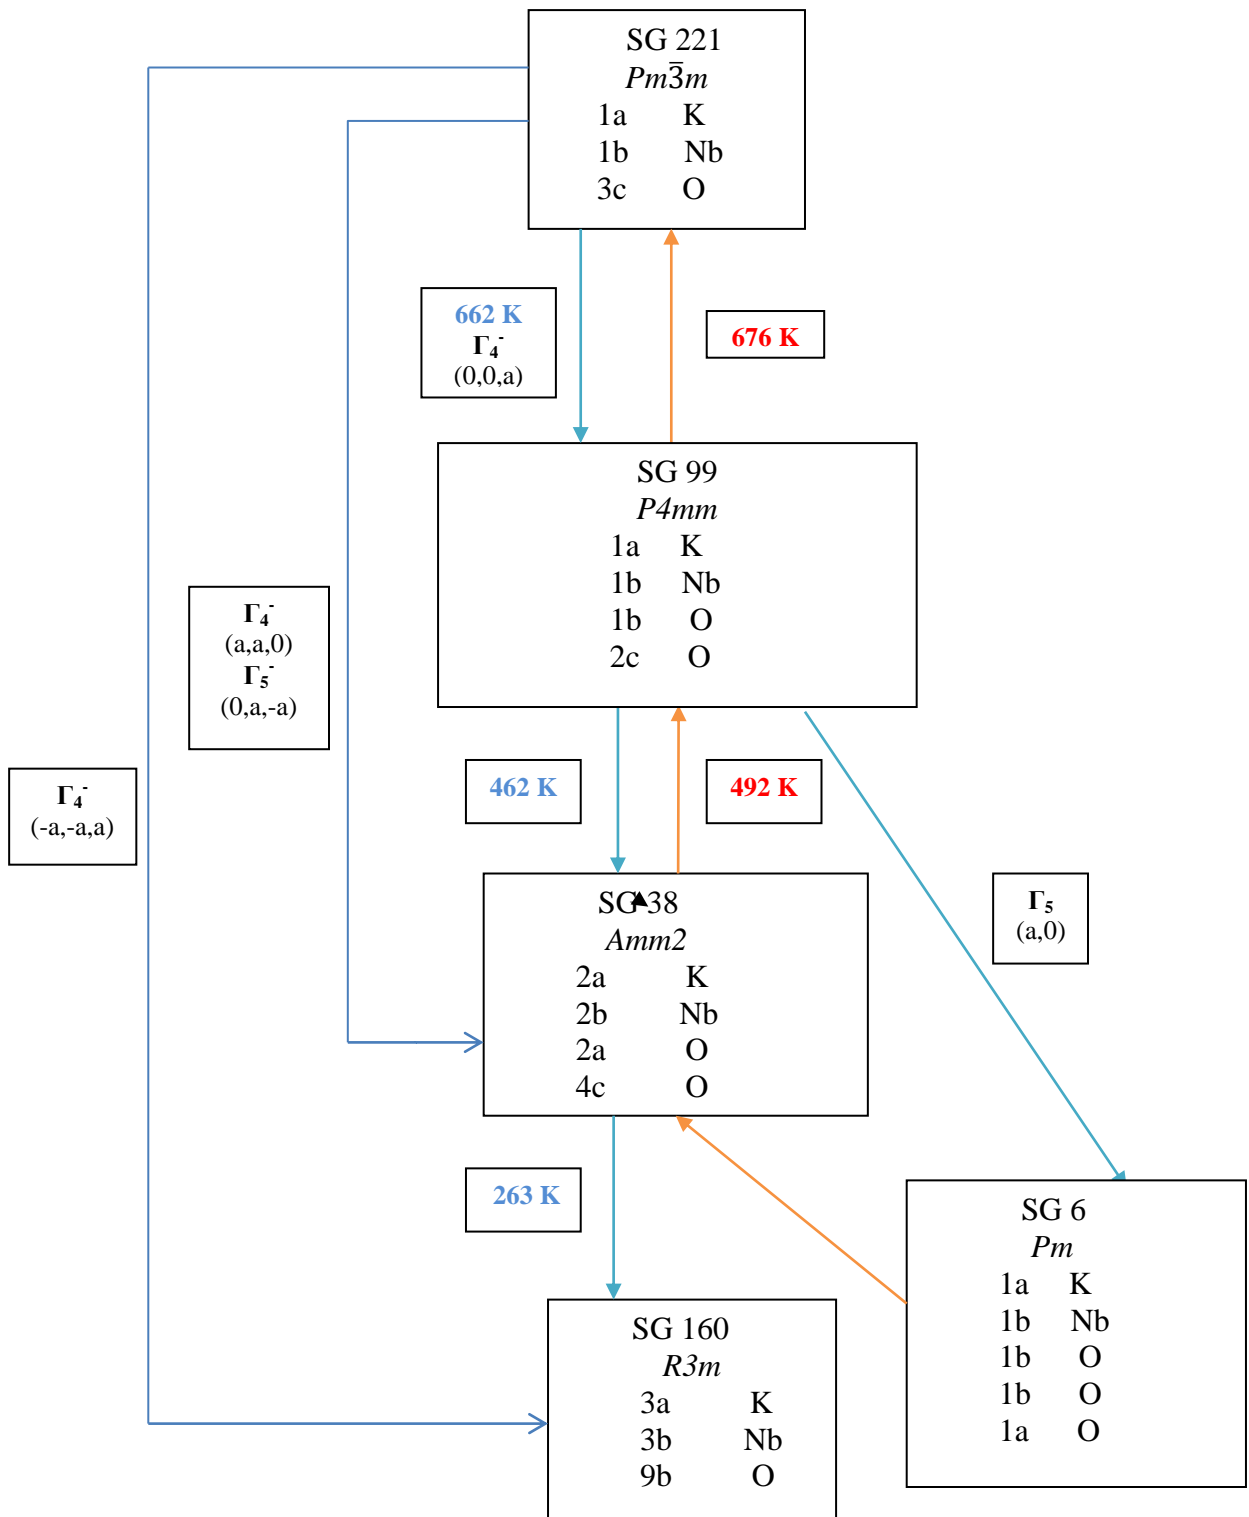 SG 221
Pm3̅m
1a K
1b Nb
3c O
662 K
Γ₄⁻
(0,0,a)
676 K
SG 99
P4mm
1a K
1b Nb
1b O
2c O
Γ₄⁻
(a,a,0)
Γ₅⁻
(0,a,-a)
462 K
492 K
Γ₄⁻
(-a,-a,a)
SG 38
Amm2
2a K
2b Nb
2a O
4c O
Γ₅
(a,0)
263 K
SG 6
Pm
1a K
1b Nb
1b O
1b O
1a O
SG 160
R3m
3a K
3b Nb
9b O